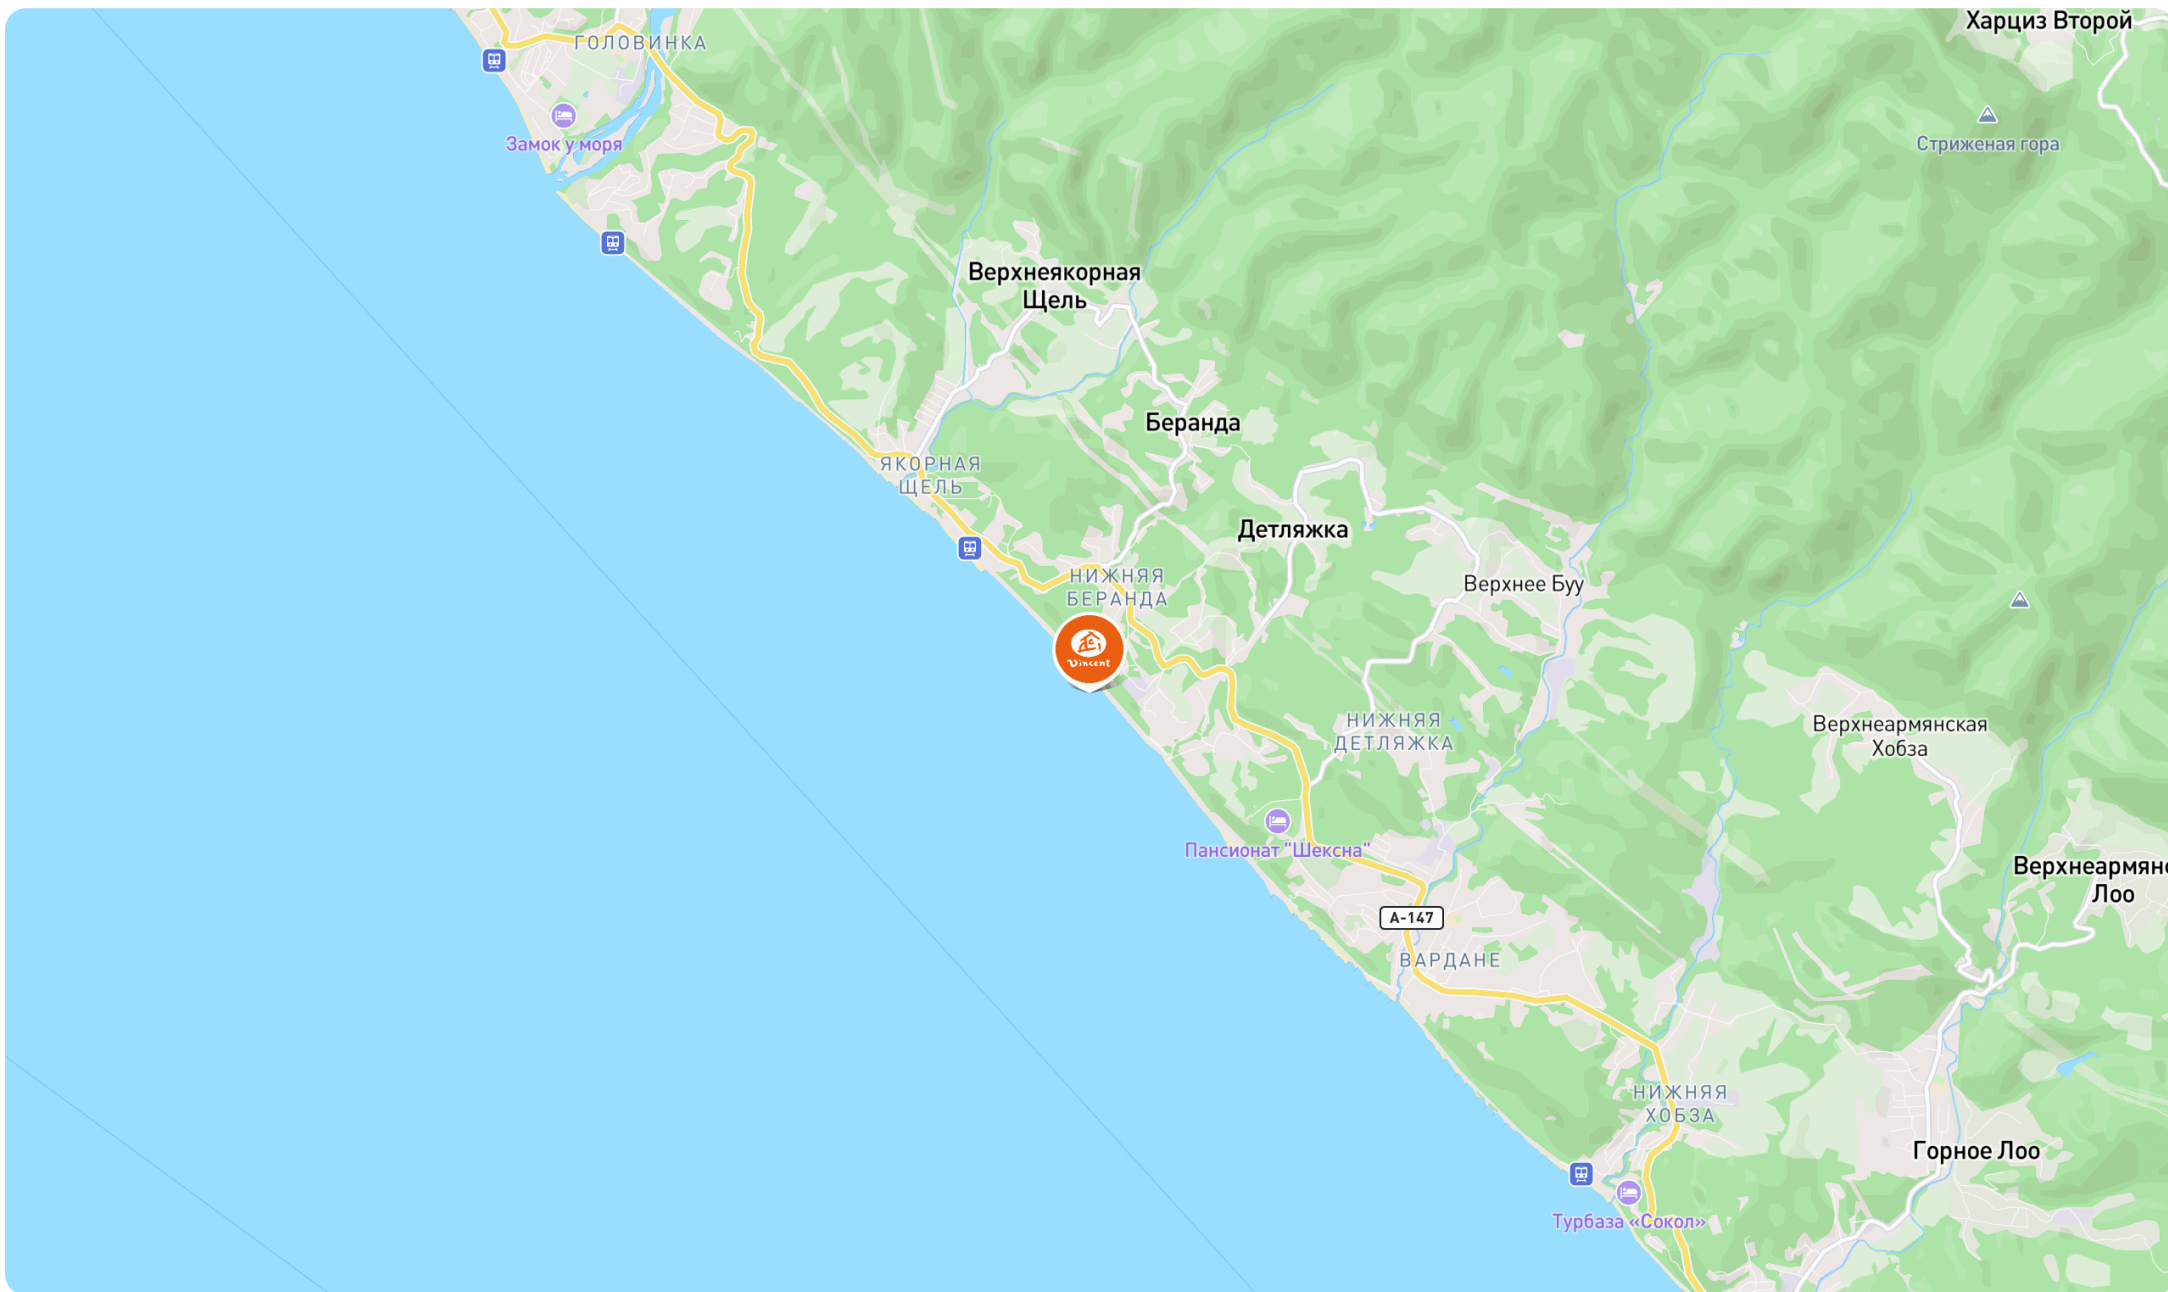 Харциз Второй
ГОЛОВИНКА
Замок у моря
Стриженая гора
Верхнеякорная
Щель
Беранда
ЯКОРНАЯ
ЩЕЛЬ
Детляжка
НИЖНЯЯ
БЕРАНДА
Верхнее Буу
Vincent
НИЖНЯЯ
ДЕТЛЯЖКА
Верхнеармянская
Хобза
Пансионат "Шексна"
Верхнеармянс
Лоо
А-147
ВАРДАНЕ
НИЖНЯЯ
ХОБЗА
Горное Лоо
Турбаза «Сокол»